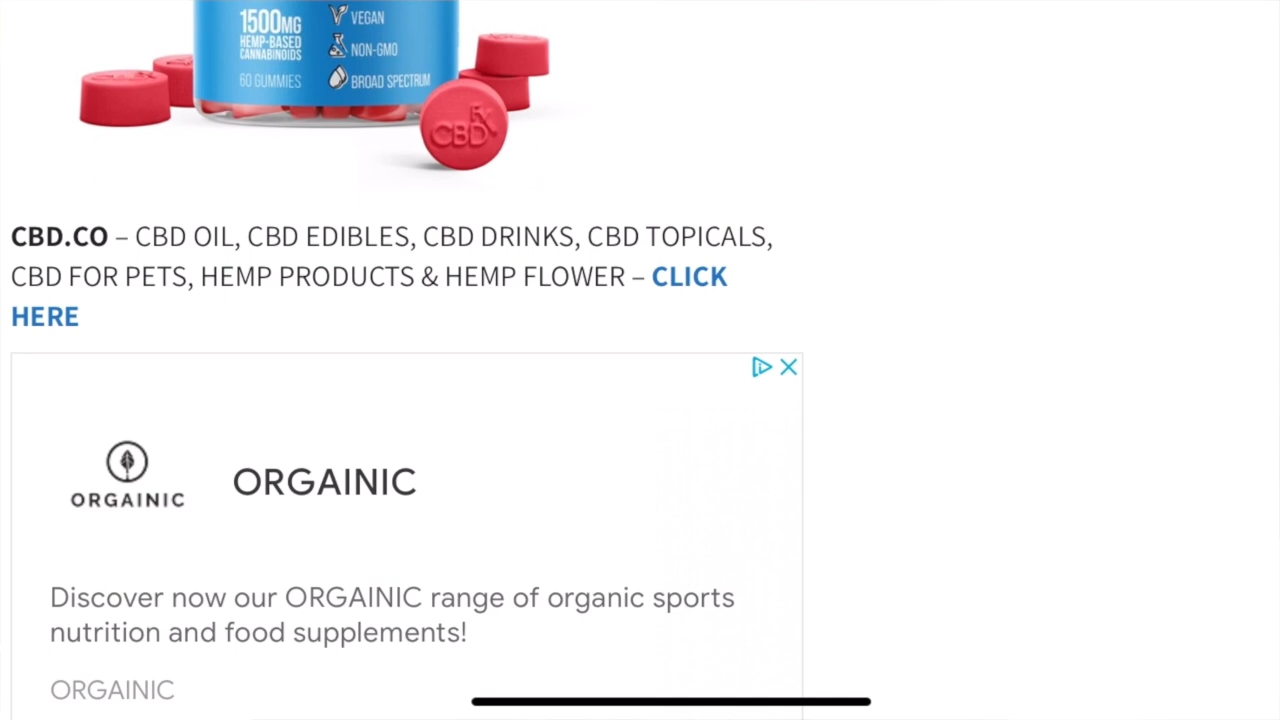 1500MG
HEMP-BASED
CANNABINOIDS
60 GUMMIES
VEGAN
NON-GMO
BROAD SPECTRUM
CBD
RX
CBD.CO – CBD OIL, CBD EDIBLES, CBD DRINKS, CBD TOPICALS,
CBD FOR PETS, HEMP PRODUCTS & HEMP FLOWER – CLICK
HERE
ORGAINIC
ORGAINIC
Discover now our ORGAINIC range of organic sports
nutrition and food supplements!
ORGAINIC